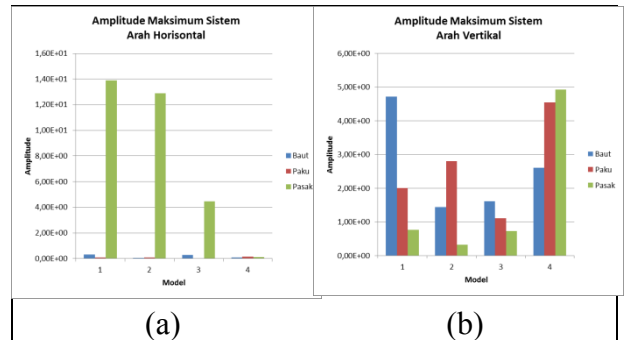 Amplitude Maksimum Sistem
Arah Horisontal
1,60E+01
1,40E+01
1,20E+01
1,00E+01
8,00E+00
6,00E+00
4,00E+00
2,00E+00
0,00E+00
Amplitude
1 2 3 4
Model
Baut
Paku
Pasak
(a)
Amplitude Maksimum Sistem
Arah Vertikal
6,00E+00
5,00E+00
4,00E+00
3,00E+00
2,00E+00
1,00E+00
0,00E+00
Amplitude
1 2 3 4
Model
Baut
Paku
Pasak
(b)